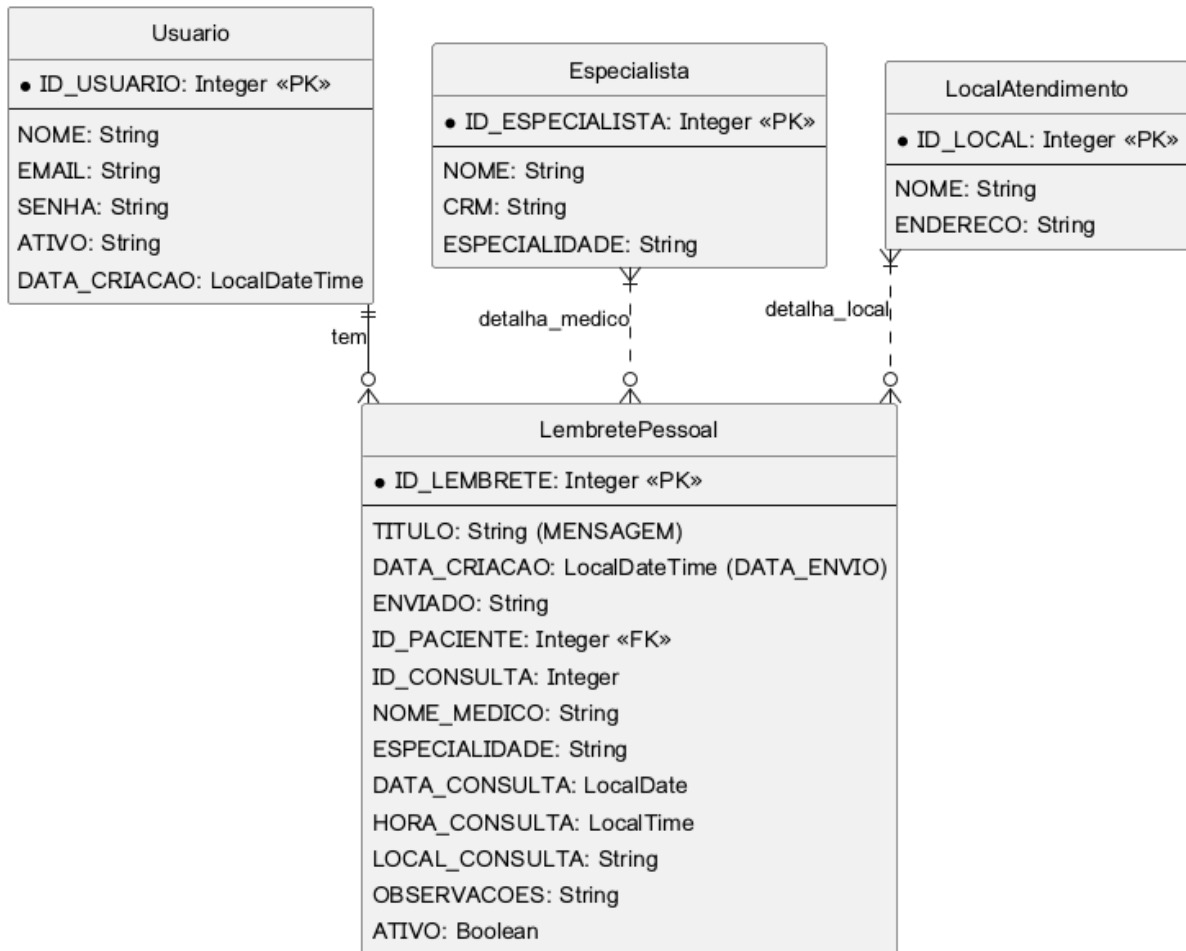 Usuario
ID_USUARIO: Integer «PK»
NOME: String
EMAIL: String
SENHA: String
ATIVO: String
DATA_CRIACAO: LocalDateTime
Especialista
ID_ESPECIALISTA: Integer «PK»
NOME: String
CRM: String
ESPECIALIDADE: String
LocalAtendimento
ID_LOCAL: Integer «PK»
NOME: String
ENDERECO: String
tem
detalha_medico
detalha_local
LembretePessoal
ID_LEMBRETE: Integer «PK»
TITULO: String (MENSAGEM)
DATA_CRIACAO: LocalDateTime (DATA_ENVIO)
ENVIADO: String
ID_PACIENTE: Integer «FK»
ID_CONSULTA: Integer
NOME_MEDICO: String
ESPECIALIDADE: String
DATA_CONSULTA: LocalDate
HORA_CONSULTA: LocalTime
LOCAL_CONSULTA: String
OBSERVACOES: String
ATIVO: Boolean